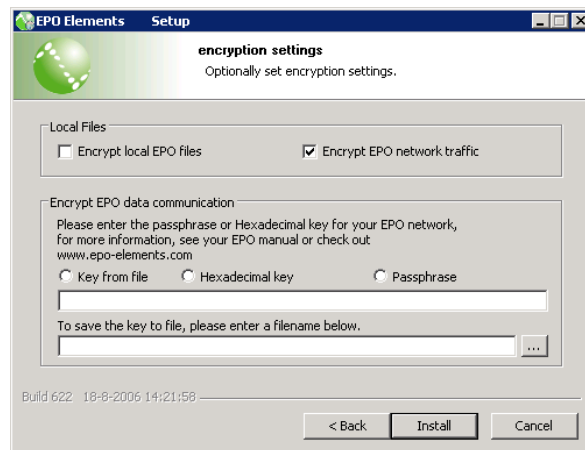 EPO Elements Setup
encryption settings
Optionally set encryption settings.
Local Files
Encrypt local EPO files Encrypt EPO network traffic
Encrypt EPO data communication
Please enter the passphrase or Hexadecimal key for your EPO network,
for more information, see your EPO manual or check out
www.epo-elements.com
Key from file Hexadecimal key Passphrase
To save the key to file, please enter a filename below.
...
Build 622 18-8-2006 14:21:58
< Back Install Cancel